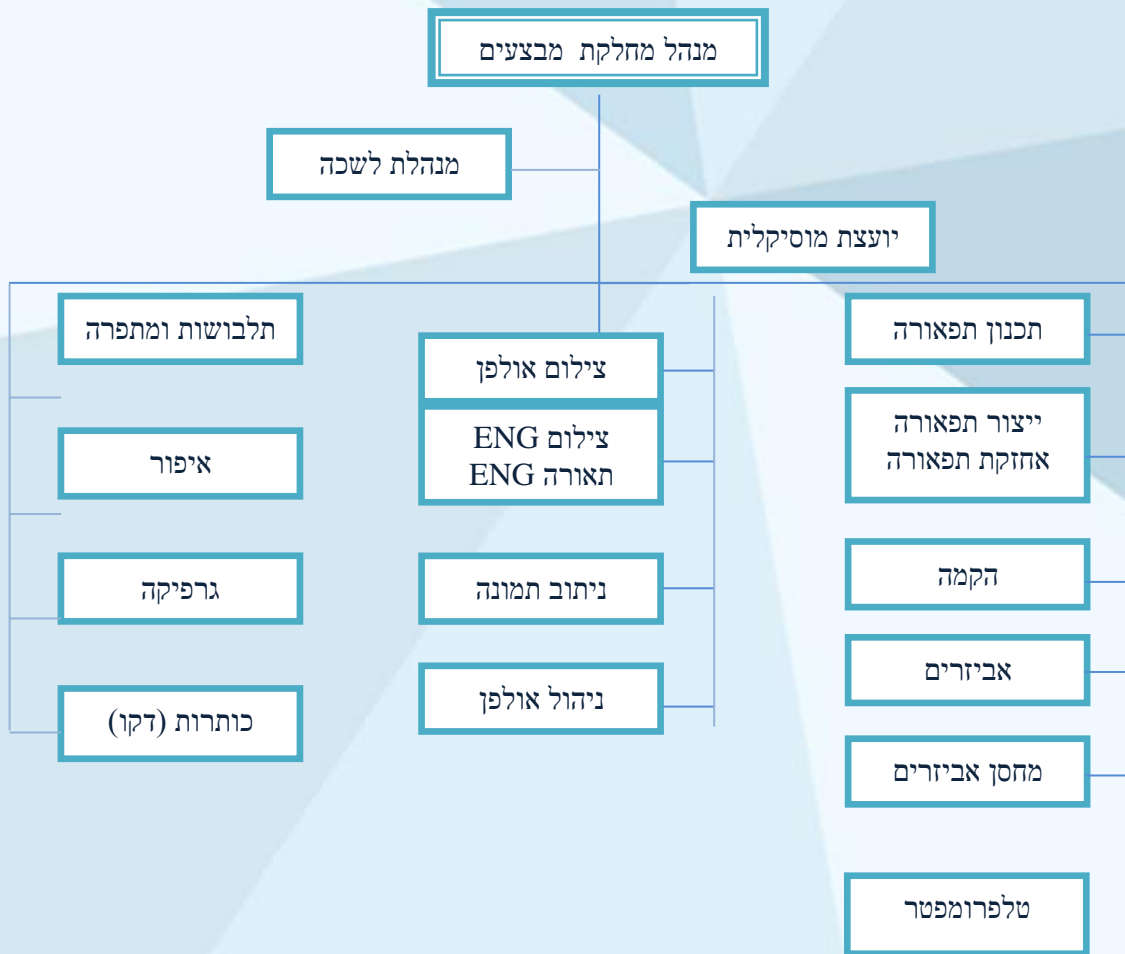 מנהל מחלקת מבצעים
מנהלת לשכה
יועצת מוסיקלית
תכנון תפאורה
ייצור תפאורה
אחזקת תפאורה
הקמה
אביזרים
מחסן אביזרים
טלפרומפטר
צילום אולפן
צילום ENG
תאורה ENG
ניתוב תמונה
ניהול אולפן
תלבושות ומתפרה
איפור
גרפיקה
כותרות (דקו)